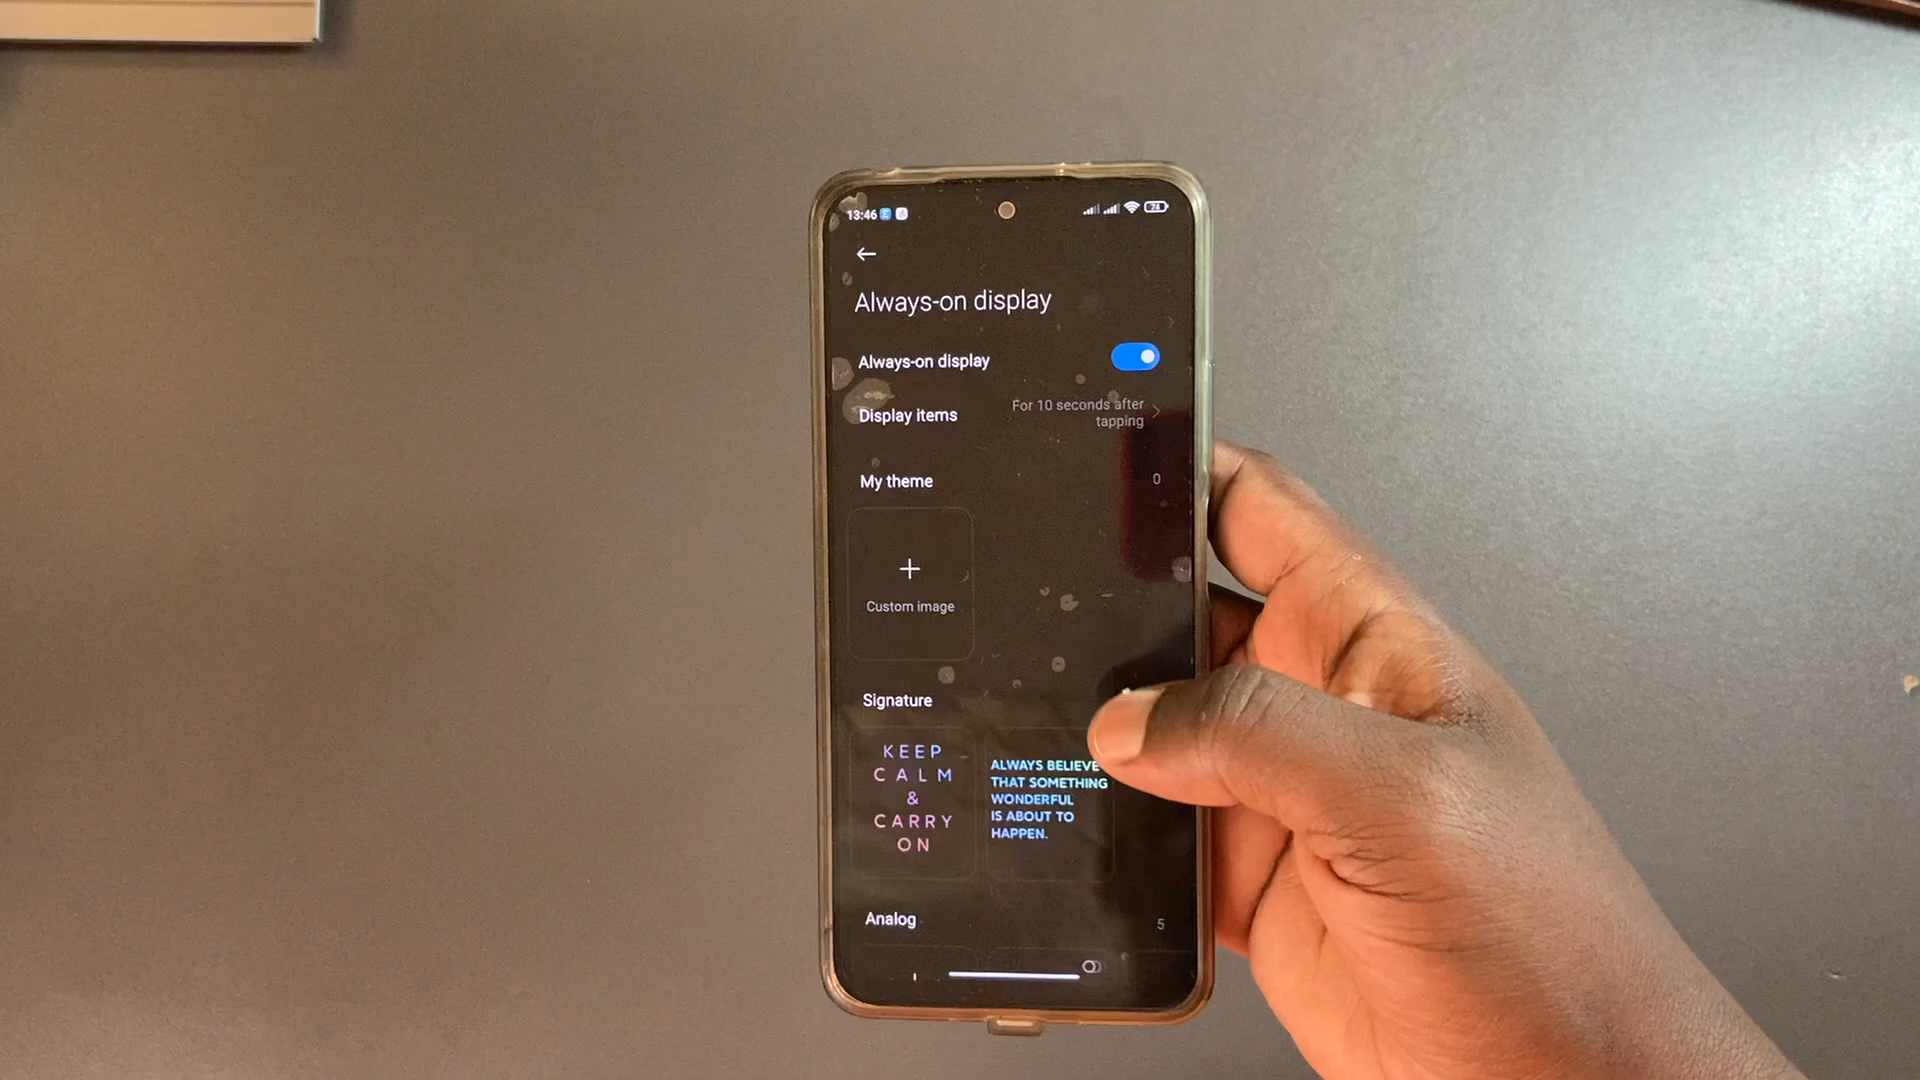 13:46
74
Always-on display
Always-on display
Display items
For 10 seconds after
tapping
My theme
0
Custom image
Signature
KEEP
CALM
&
CARRY
ON
ALWAYS BELIEVE
THAT SOMETHING
WONDERFUL
IS ABOUT TO
HAPPEN.
Analog
5